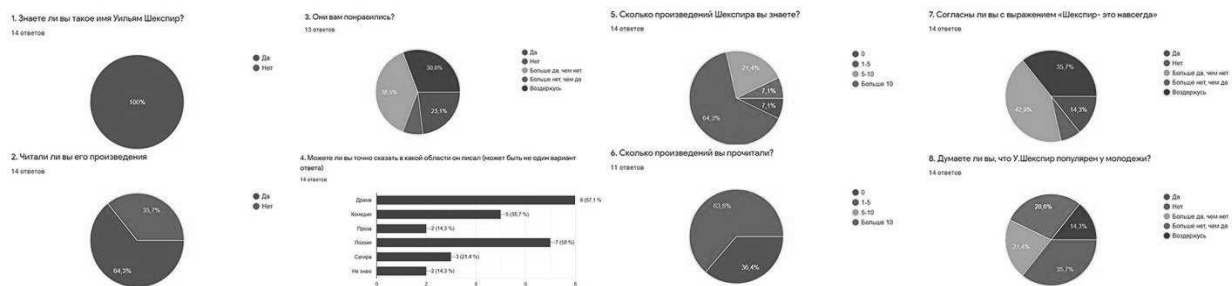 1. Знаете ли вы такое имя Уильям Шекспир?
14 ответов
Да
Нет
100%
2. Читали ли вы его произведения
14 ответов
Да
Нет
35,7%
64,3%
3. Они вам понравились?
13 ответов
Да
Нет
Больше да, чем нет
Больше нет, чем да
Воздержусь
38,5%
23,1%
4. Можете ли вы точно сказать в какой области он писал (может быть не один вариант
ответа)
14 ответов
Драма
8 (57,1 %
Комедия
5 (35,7 %)
Проза
2 (14,3 %)
Поэзия
7 (50 %)
Сатира
3 (21,4 %)
Не знаю
2 (14,3 %)
0
2
4
6
8
5. Сколько произведений Шекспира вы знаете?
14 ответов
0
1-5
5-10
Больше 10
21,4%
7,1%
7,1%
64,3%
6. Сколько произведений вы прочитали?
11 ответов
0
1-5
5-10
Больше 10
63,6%
36,4%
7. Согласны ли вы с выражением «Шекспир- это навсегда»
14 ответов
Да
Нет
Больше да, чем нет
Больше нет, чем да
Воздержусь
35,7%
14,3%
42,9%
8. Думаете ли вы, что У.Шекспир популярен у молодежи?
14 ответов
Да
Нет
Больше да, чем нет
Больше нет, чем да
Воздержусь
28,6%
14,3%
21,4%
35,7%